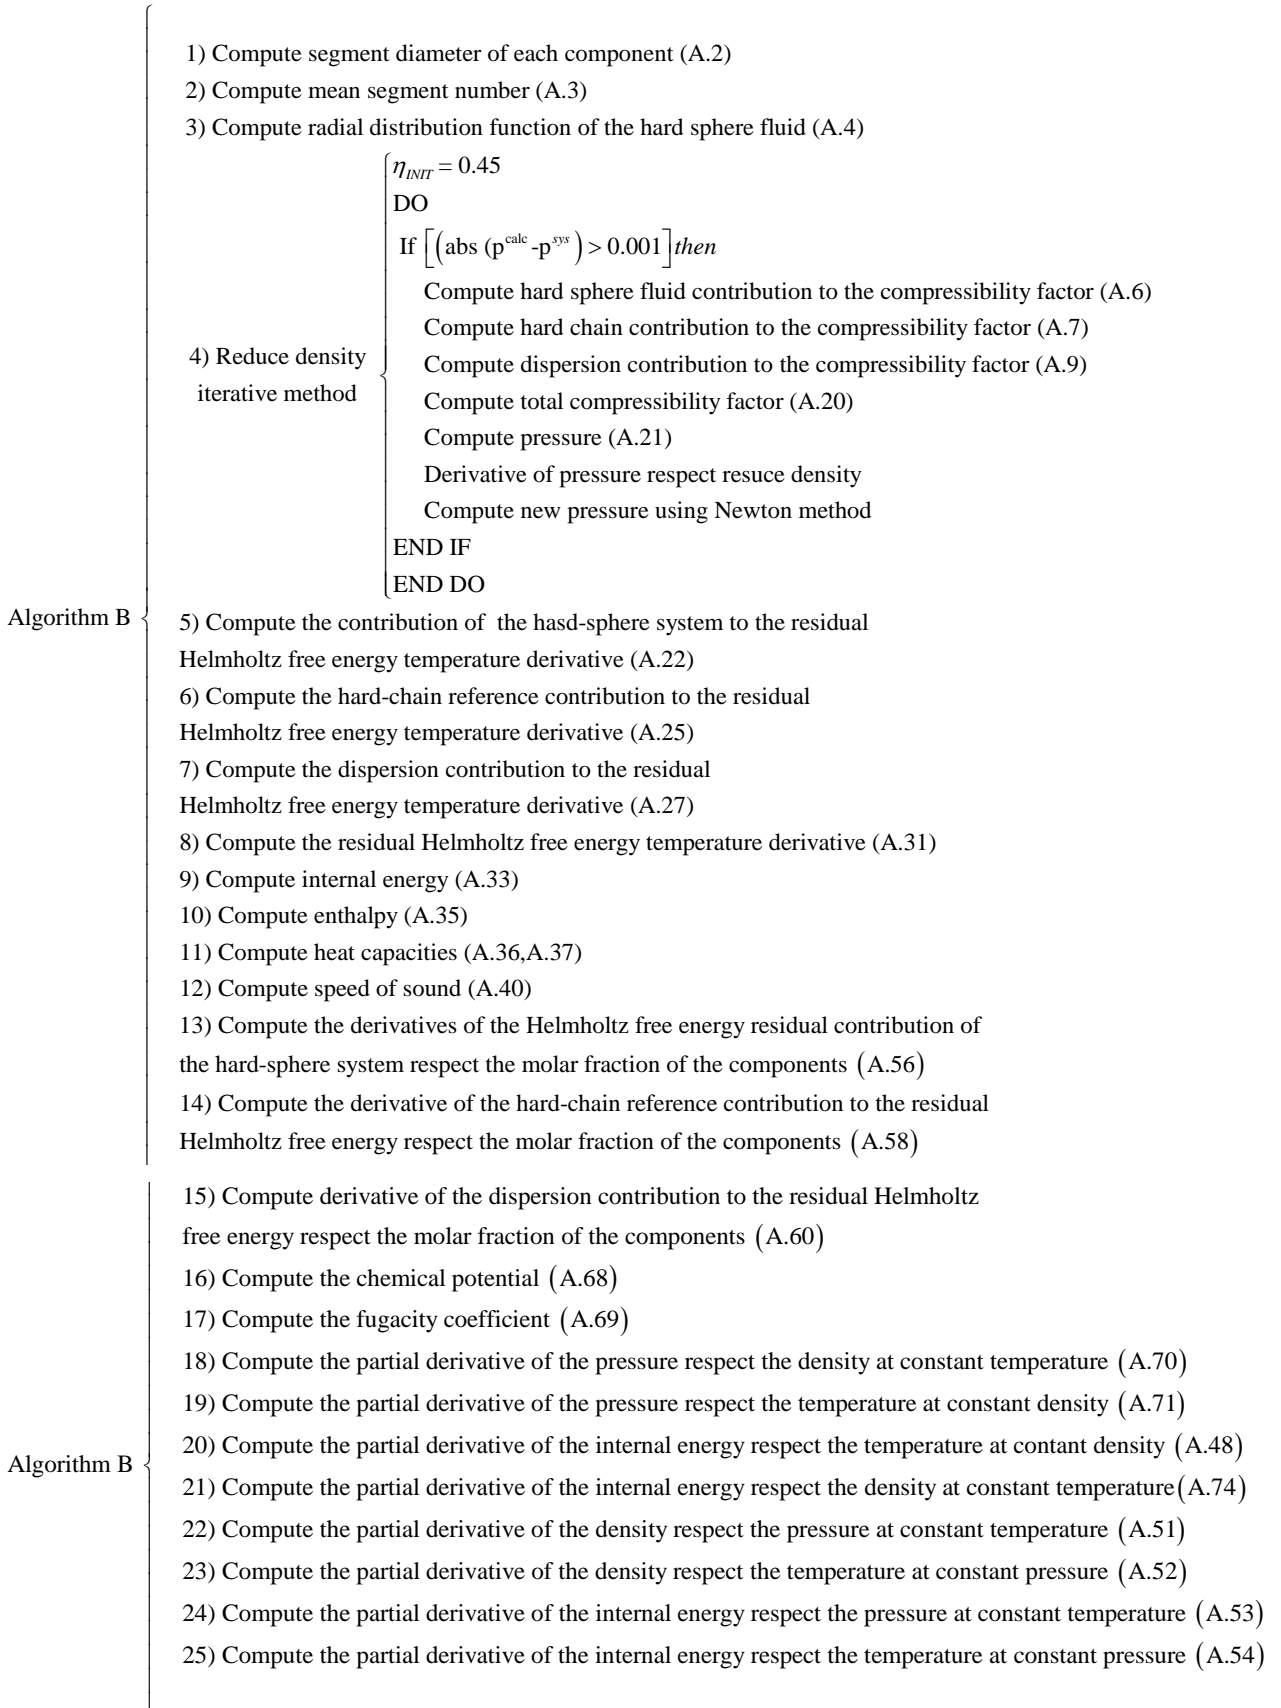 1) Compute segment diameter of each component (A.2)
2) Compute mean segment number (A.3)
3) Compute radial distribution function of the hard sphere fluid (A.4)
η_INIT = 0.45
DO
If [(abs (p^calc -p^sys) > 0.001] then
Compute hard sphere fluid contribution to the compressibility factor (A.6)
Compute hard chain contribution to the compressibility factor (A.7)
4) Reduce density
iterative method
Compute dispersion contribution to the compressibility factor (A.9)
Compute total compressibility factor (A.20)
Compute pressure (A.21)
Derivative of pressure respect resuce density
Compute new pressure using Newton method
END IF
END DO
Algorithm B
5) Compute the contribution of the hasd-sphere system to the residual
Helmholtz free energy temperature derivative (A.22)
6) Compute the hard-chain reference contribution to the residual
Helmholtz free energy temperature derivative (A.25)
7) Compute the dispersion contribution to the residual
Helmholtz free energy temperature derivative (A.27)
8) Compute the residual Helmholtz free energy temperature derivative (A.31)
9) Compute internal energy (A.33)
10) Compute enthalpy (A.35)
11) Compute heat capacities (A.36,A.37)
12) Compute speed of sound (A.40)
13) Compute the derivatives of the Helmholtz free energy residual contribution of
the hard-sphere system respect the molar fraction of the components (A.56)
14) Compute the derivative of the hard-chain reference contribution to the residual
Helmholtz free energy respect the molar fraction of the components (A.58)
15) Compute derivative of the dispersion contribution to the residual Helmholtz
free energy respect the molar fraction of the components (A.60)
16) Compute the chemical potential (A.68)
17) Compute the fugacity coefficient (A.69)
18) Compute the partial derivative of the pressure respect the density at constant temperature (A.70)
19) Compute the partial derivative of the pressure respect the temperature at constant density (A.71)
20) Compute the partial derivative of the internal energy respect the temperature at contant density (A.48)
Algorithm B
21) Compute the partial derivative of the internal energy respect the density at constant temperature(A.74)
22) Compute the partial derivative of the density respect the pressure at constant temperature (A.51)
23) Compute the partial derivative of the density respect the temperature at constant pressure (A.52)
24) Compute the partial derivative of the internal energy respect the pressure at constant temperature (A.53)
25) Compute the partial derivative of the internal energy respect the temperature at constant pressure (A.54)